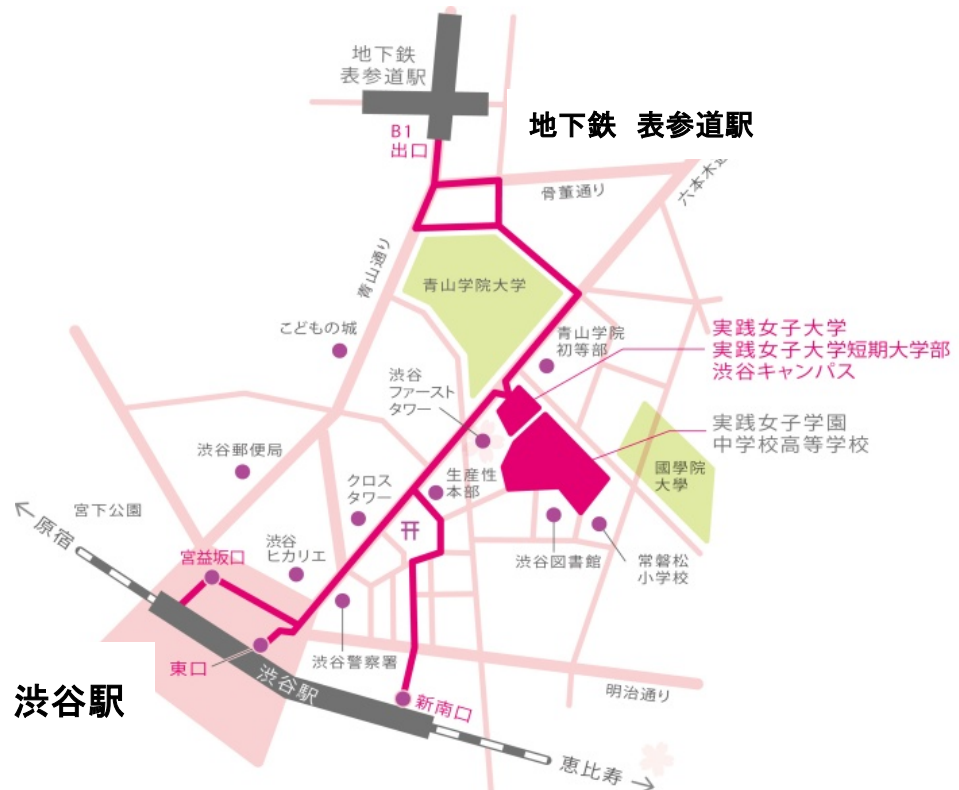 地下鉄
表参道駅
地下鉄 表参道駅
B1
出口
骨董通り
六本木通
青山通り
青山学院大学
こどもの城
青山学院
初等部
実践女子大学
実践女子大学短期大学部
渋谷キャンパス
渋谷
ファースト
タワー
実践女子学園
中学校高等学校
渋谷郵便局
國學院
大學
クロス
タワー
生産性
本部
宮下公園
原宿
渋谷
ヒカリエ
渋谷図書館
常磐松
小学校
宮益坂口
東口
渋谷警察署
渋谷駅
渋谷駅
新南口
明治通り
恵比寿